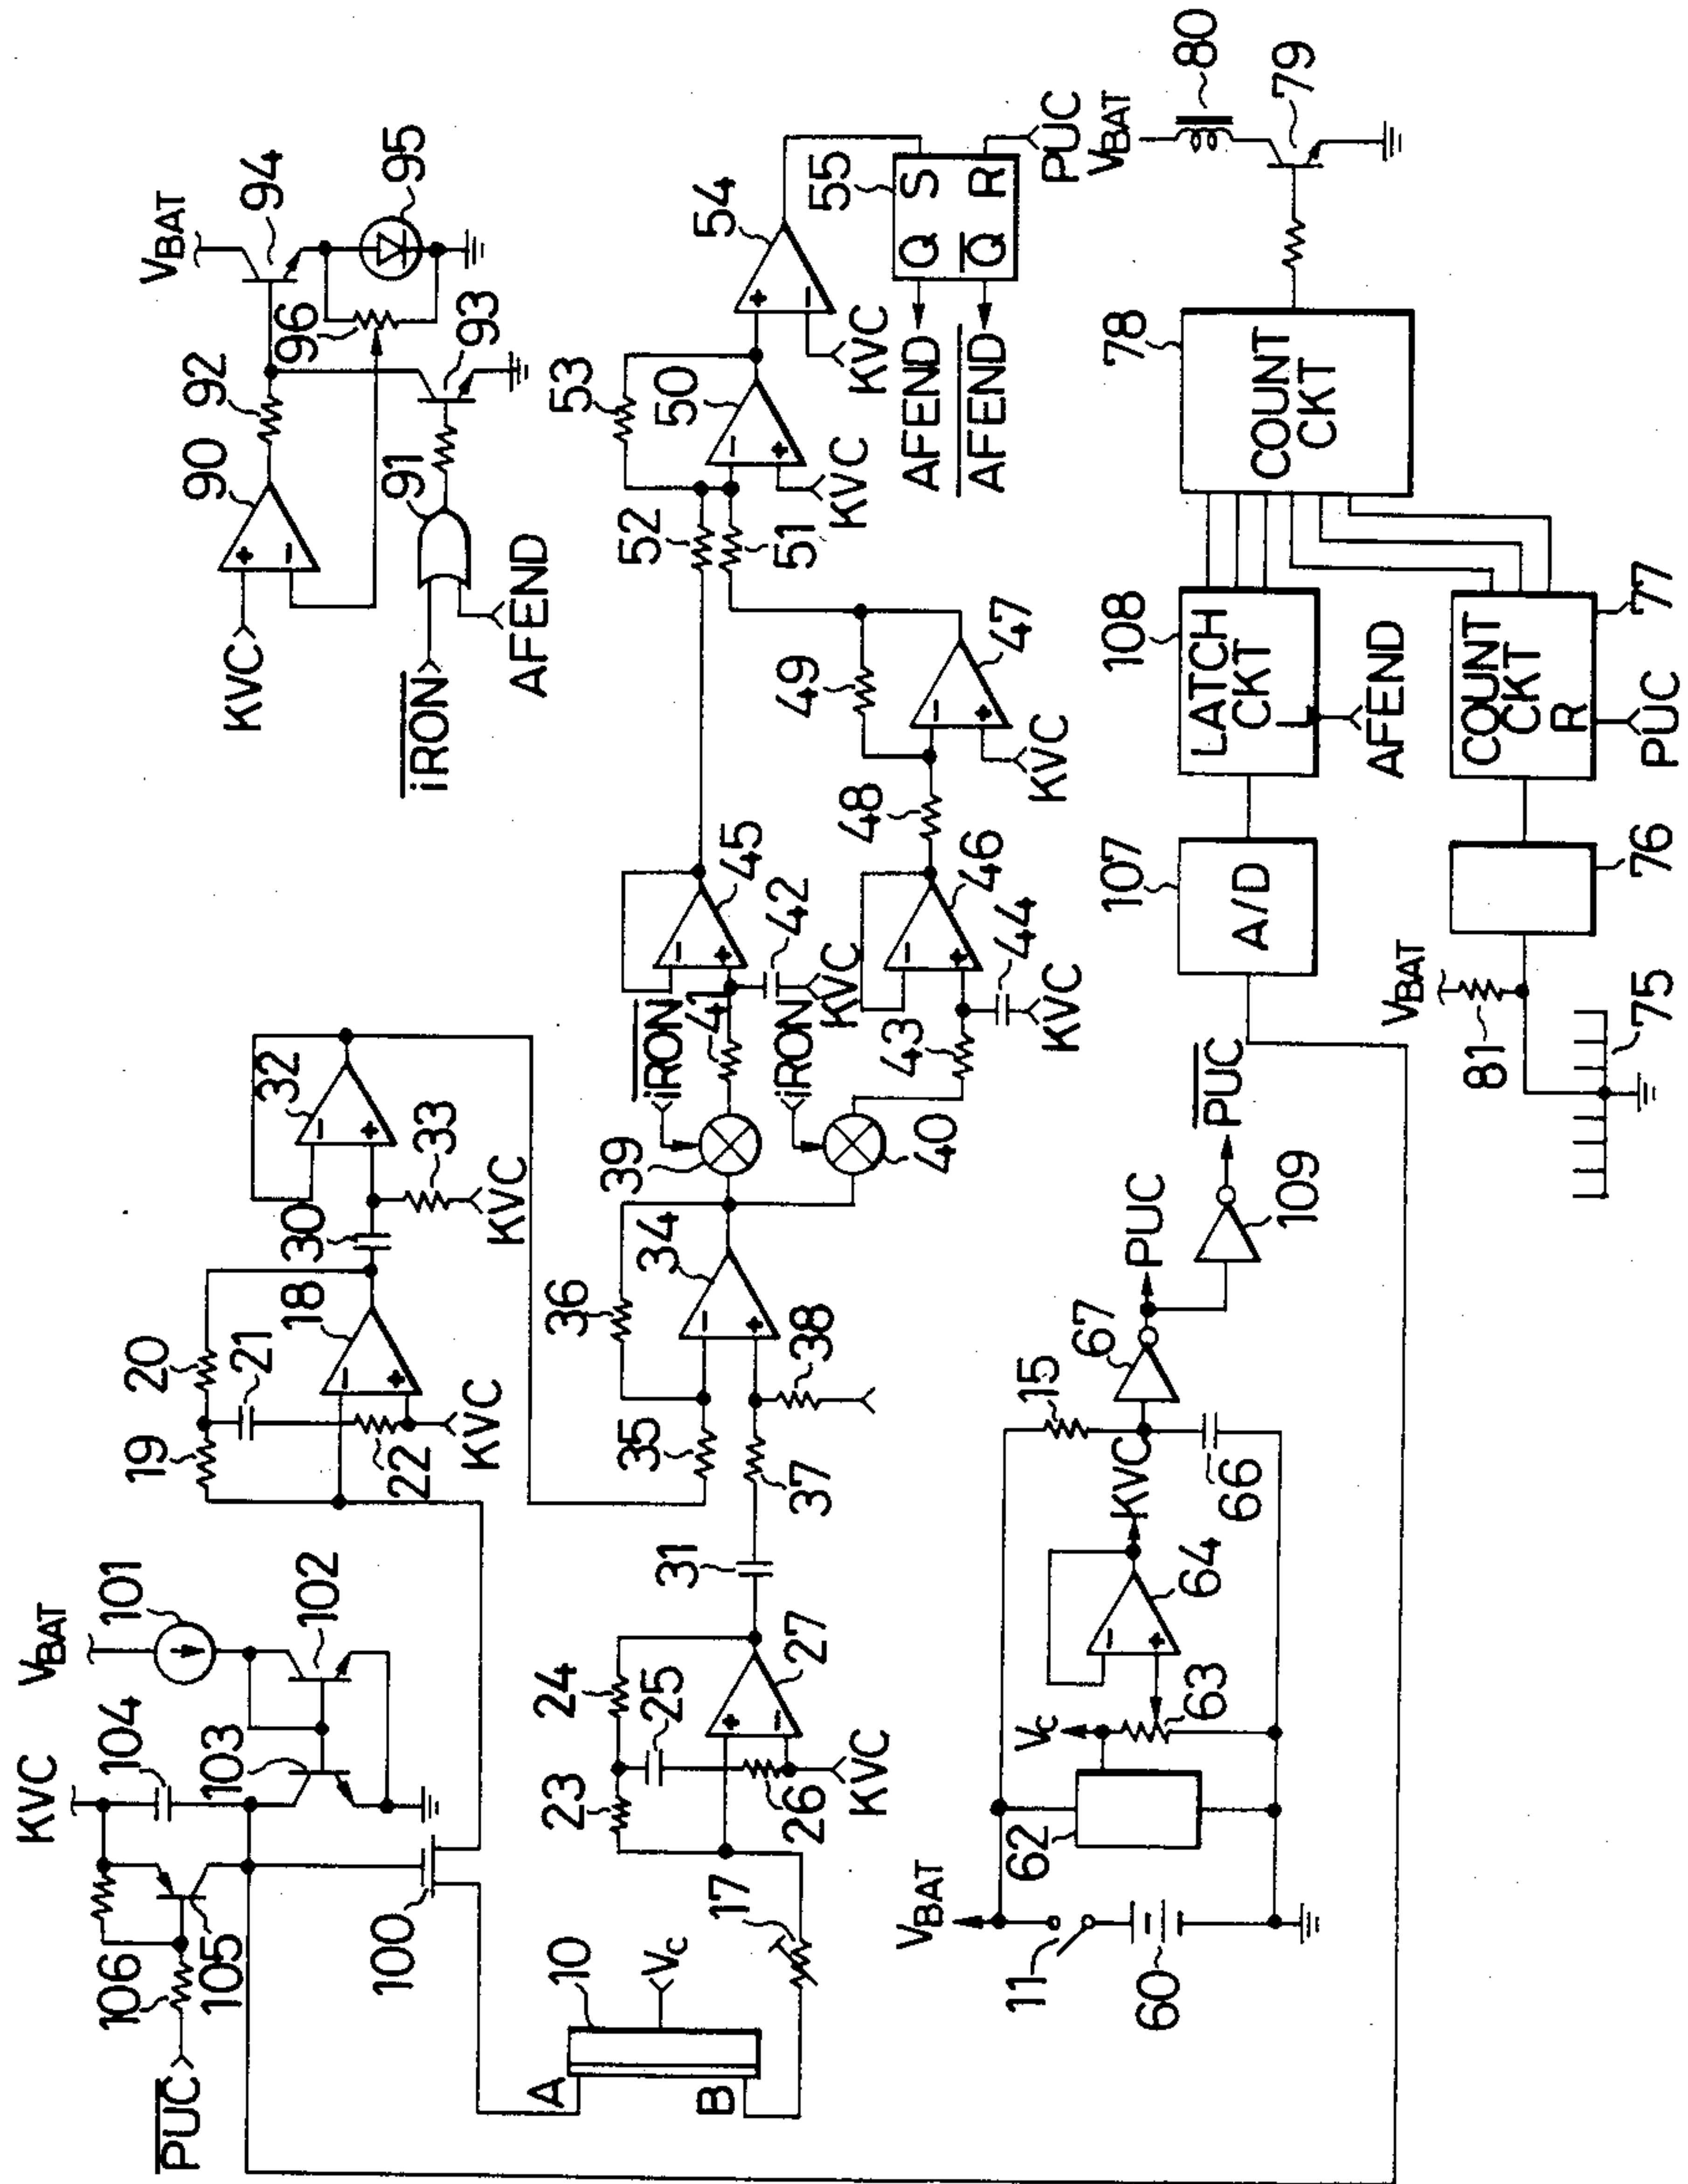 KVC
104
VBAT
101
106
PUC
105
103
102
100
10
A
B
Vc
17
19
20
21
18
22
KVC
30
32
33
KVC
23
24
25
26
27
KVC
31
35
36
34
37
38
39
iRON
41
42
KVC
45
iRON
40
43
44
KVC
46
48
49
47
KVC
52
51
53
50
KVC
54
KVC
55
Q S
Q R
AFEND
AFEND
PUC
KVC
90
92
VBAT
94
95
96
93
91
iRON
AFEND
VBAT
11
60
62
Vc
63
64
KVC
15
66
67
PUC
109
PUC
107
A/D
108
LATCH
CKT
L
AFEND
78
COUNT
CKT
VBAT
80
79
VBAT
81
75
76
COUNT
CKT
R
77
PUC